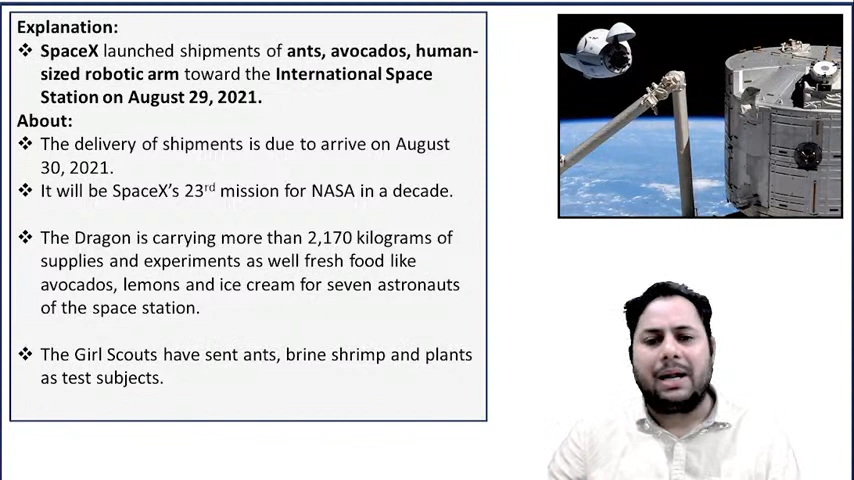 Explanation:
❖ SpaceX launched shipments of ants, avocados, human-
sized robotic arm toward the International Space
Station on August 29, 2021.
About:
❖ The delivery of shipments is due to arrive on August
30, 2021.
❖ It will be SpaceX’s 23rd mission for NASA in a decade.
❖ The Dragon is carrying more than 2,170 kilograms of
supplies and experiments as well fresh food like
avocados, lemons and ice cream for seven astronauts
of the space station.
❖ The Girl Scouts have sent ants, brine shrimp and plants
as test subjects.